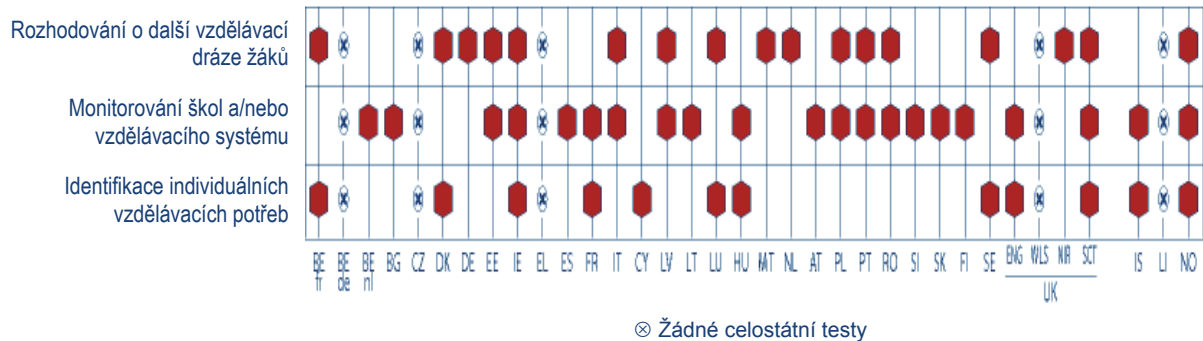 Rozhodování o další vzdělávací
dráze žáků
Monitorování škol a/nebo
vzdělávacího systému
Identifikace individuálních
vzdělávacích potřeb
BE BE BE BG CZ DK DE EE IE EL ES FR IT CY LV LT LU HU MT NL AT PL PT RO SI SK FI SE ENG WLS NIR SCT IS LI NO
fr de nl
UK
⊗ Žádné celostátní testy